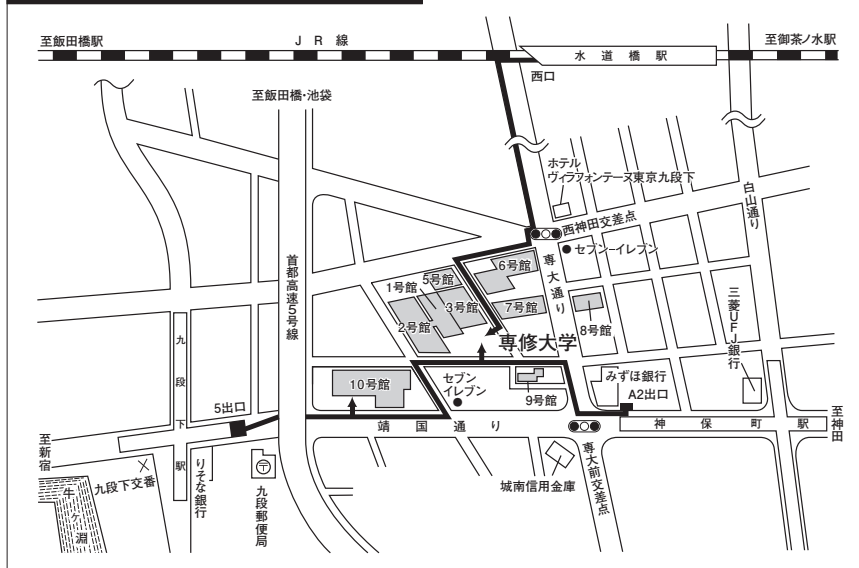 至飯田橋駅
JR線
至御茶ノ水駅
水道橋駅
西口
至飯田橋・池袋
ホテル
ヴィラフォンテーヌ東京九段下
白山通り
西神田交差点
セブン-イレブン
専大通り
首都高速5号線
6号館
5号館
1号館
3号館
7号館
2号館
8号館
三菱UFJ銀行
専修大学
九段下駅
10号館
セブン
イレブン
9号館
みずほ銀行
A2出口
5出口
靖国通り
神保町駅
至神田
至新宿
九段下交番
りそな銀行
九段郵便局
城南信用金庫
専大前交差点
牛ヶ淵